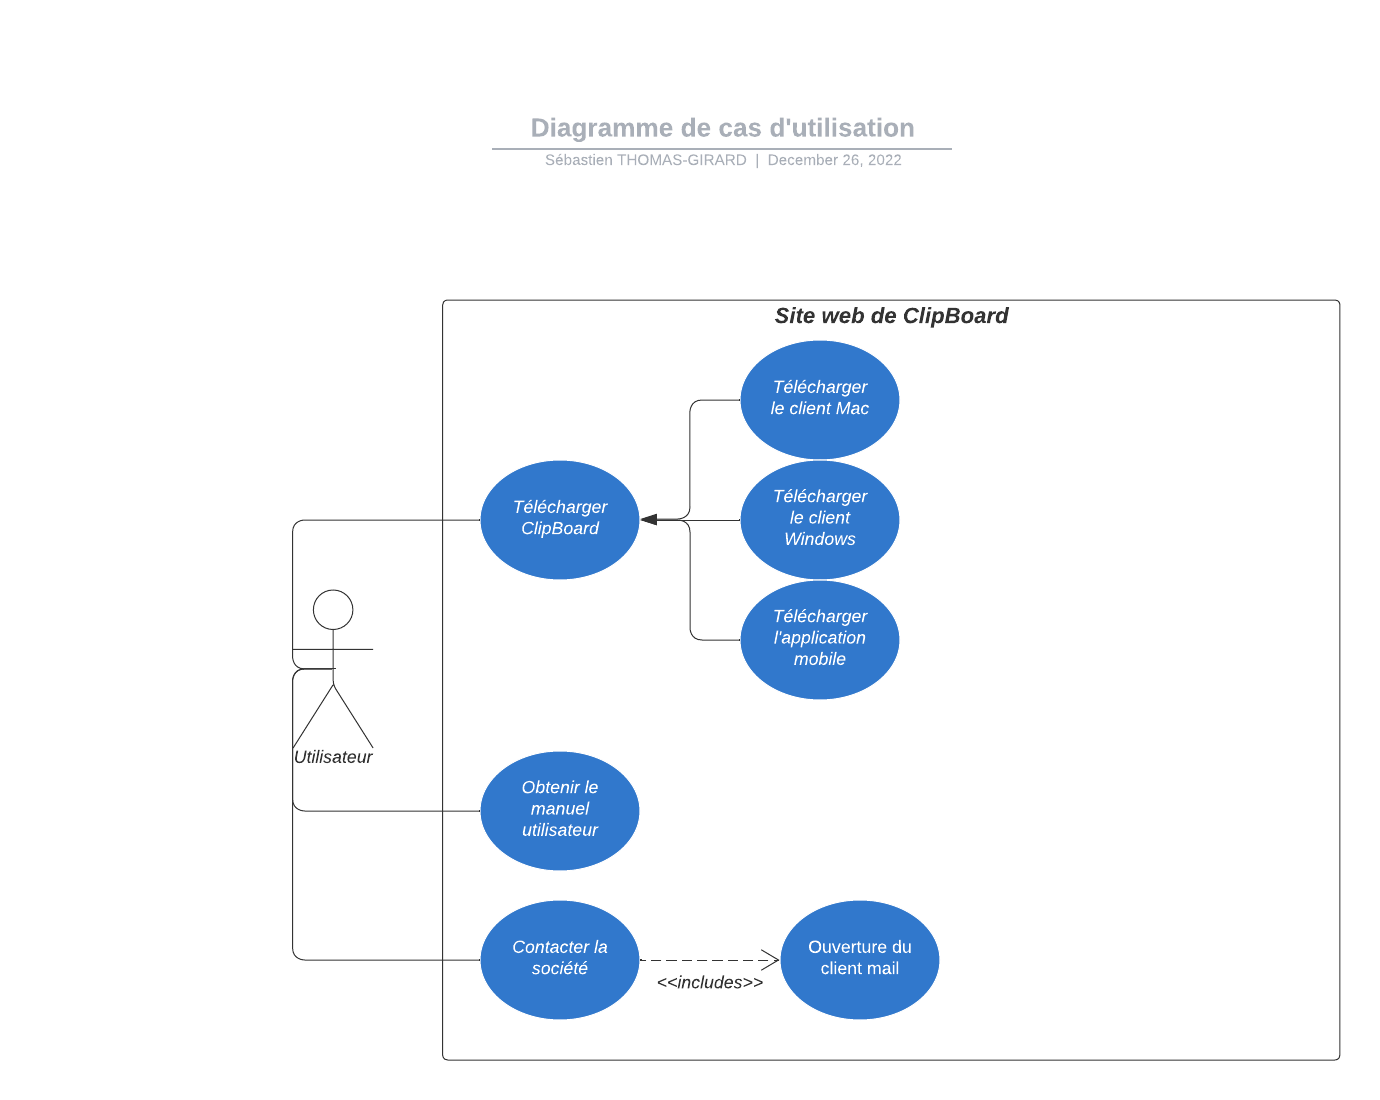 Diagramme de cas d'utilisation
Sébastien THOMAS-GIRARD | December 26, 2022
Site web de ClipBoard
Télécharger
le client Mac
Télécharger
ClipBoard
Télécharger
le client
Windows
Télécharger
l'application
mobile
Utilisateur
Obtenir le
manuel
utilisateur
Contacter la
société
<<includes>>
Ouverture du
client mail